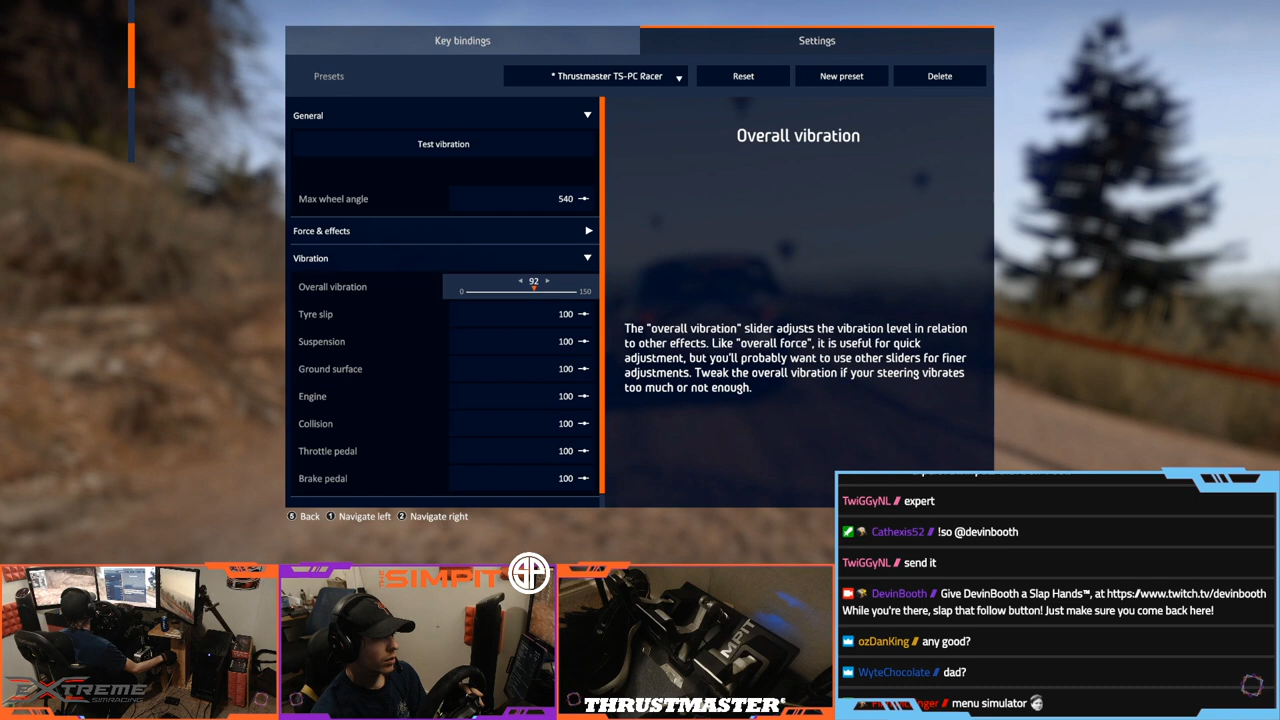 Key bindings
Settings
Presets
* Thrustmaster TS-PC Racer
Reset
New preset
Delete
General
Test vibration
Max wheel angle 540
Force & effects
Vibration
Overall vibration 92
0 150
Tyre slip 100
Suspension 100
Ground surface 100
Engine 100
Collision 100
Throttle pedal 100
Brake pedal 100
Overall vibration
The "overall vibration" slider adjusts the vibration level in relation
to other effects. Like "overall force", it is useful for quick
adjustment, but you'll probably want to use other sliders for finer
adjustments. Tweak the overall vibration if your steering vibrates
too much or not enough.
5 Back 1 Navigate left 2 Navigate right
TwiGGyNL // expert
Cathexis52 // !so @devinbooth
TwiGGyNL // send it
DevinBooth // Give DevinBooth a Slap Hands™, at https://www.twitch.tv/devinbooth
While you're there, slap that follow button! Just make sure you come back here!
ozDanKing // any good?
WyteChocolate // dad?
// menu simulator
THE SIMPIT
EXTREME
SIMRACING
SIMPIT
THRUSTMASTER